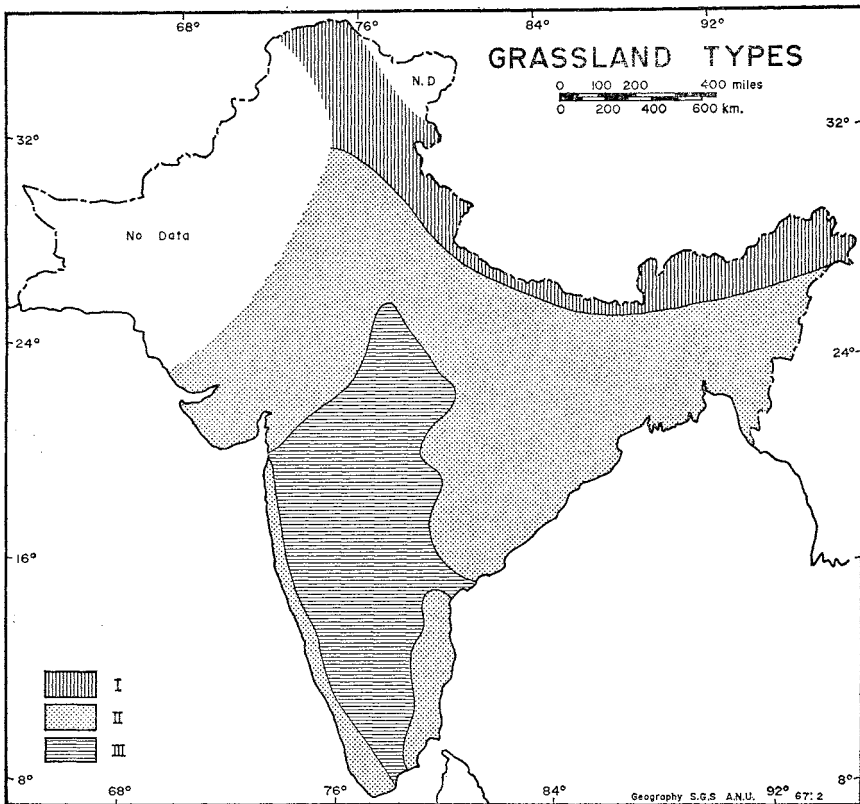 68° 76° 84° 92°
GRASSLAND TYPES
0 100 200 400 miles
0 200 400 600 km.
N.D
32° 32°
No Data
24° 24°
16° 16°
I
II
III
8° 8°
Geography S.G.S A.N.U. 67:2
68° 76° 84° 92°